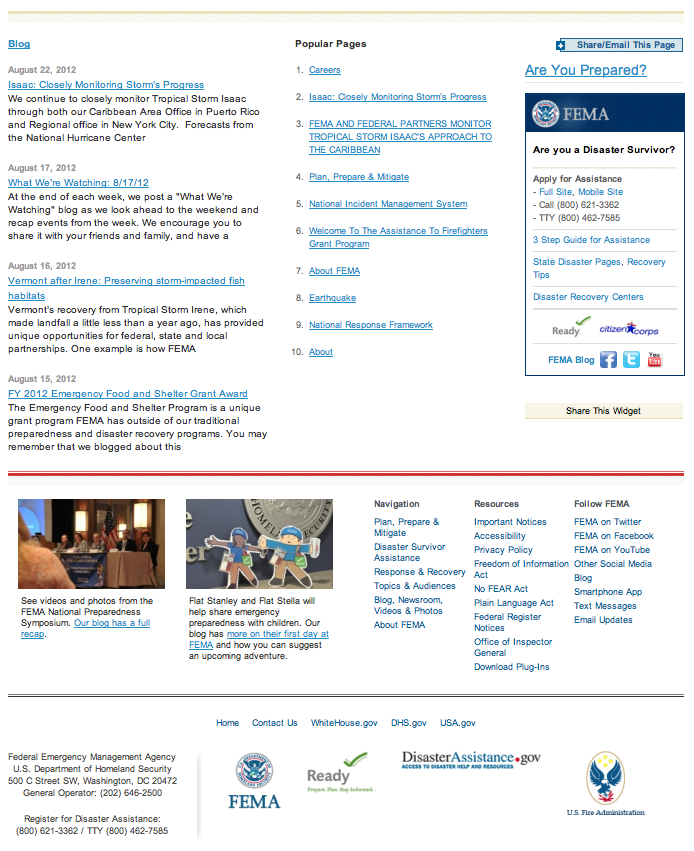 Blog
August 22, 2012
Isaac: Closely Monitoring Storm's Progress
We continue to closely monitor Tropical Storm Isaac
through both our Caribbean Area Office in Puerto Rico
and Regional office in New York City.  Forecasts from
the National Hurricane Center
August 17, 2012
What We're Watching: 8/17/12
At the end of each week, we post a "What We're
Watching" blog as we look ahead to the weekend and
recap events from the week. We encourage you to
share it with your friends and family, and have a
August 16, 2012
Vermont after Irene: Preserving storm-impacted fish
habitats
Vermont's recovery from Tropical Storm Irene, which
made landfall a little less than a year ago, has provided
unique opportunities for federal, state and local
partnerships. One example is how FEMA
August 15, 2012
FY 2012 Emergency Food and Shelter Grant Award
The Emergency Food and Shelter Program is a unique
grant program FEMA has outside of our traditional
preparedness and disaster recovery programs. You may
remember that we blogged about this
Popular Pages
1. Careers
2. Isaac: Closely Monitoring Storm's Progress
3. FEMA AND FEDERAL PARTNERS MONITOR
TROPICAL STORM ISAAC'S APPROACH TO
THE CARIBBEAN
4. Plan, Prepare & Mitigate
5. National Incident Management System
6. Welcome To The Assistance To Firefighters
Grant Program
7. About FEMA
8. Earthquake
9. National Response Framework
10. About
Share/Email This Page
Are You Prepared?
FEMA
Are you a Disaster Survivor?
Apply for Assistance
- Full Site, Mobile Site
- Call (800) 621-3362
- TTY (800) 462-7585
3 Step Guide for Assistance
State Disaster Pages, Recovery
Tips
Disaster Recovery Centers
Ready
citizen corps
FEMA Blog
You
Tube
Share This Widget
See videos and photos from the
FEMA National Preparedness
Symposium. Our blog has a full
recap.
HOMELAND SECURITY
Flat Stanley and Flat Stella will
help share emergency
preparedness with children. Our
blog has more on their first day at
FEMA and how you can suggest
an upcoming adventure.
Navigation
Plan, Prepare &
Mitigate
Disaster Survivor
Assistance
Response & Recovery
Topics & Audiences
Blog, Newsroom,
Videos & Photos
About FEMA
Resources
Important Notices
Accessibility
Privacy Policy
Freedom of Information
Act
No FEAR Act
Plain Language Act
Federal Register
Notices
Office of Inspector
General
Download Plug-Ins
Follow FEMA
FEMA on Twitter
FEMA on Facebook
FEMA on YouTube
Other Social Media
Blog
Smartphone App
Text Messages
Email Updates
Home Contact Us WhiteHouse.gov DHS.gov USA.gov
Federal Emergency Management Agency
U.S. Department of Homeland Security
500 C Street SW, Washington, DC 20472
General Operator: (202) 646-2500
Register for Disaster Assistance:
(800) 621-3362 / TTY (800) 462-7585
FEMA
Ready
Prepare. Plan. Stay Informed.
DisasterAssistance.gov
ACCESS TO DISASTER HELP AND RESOURCES
U.S. Fire Administration